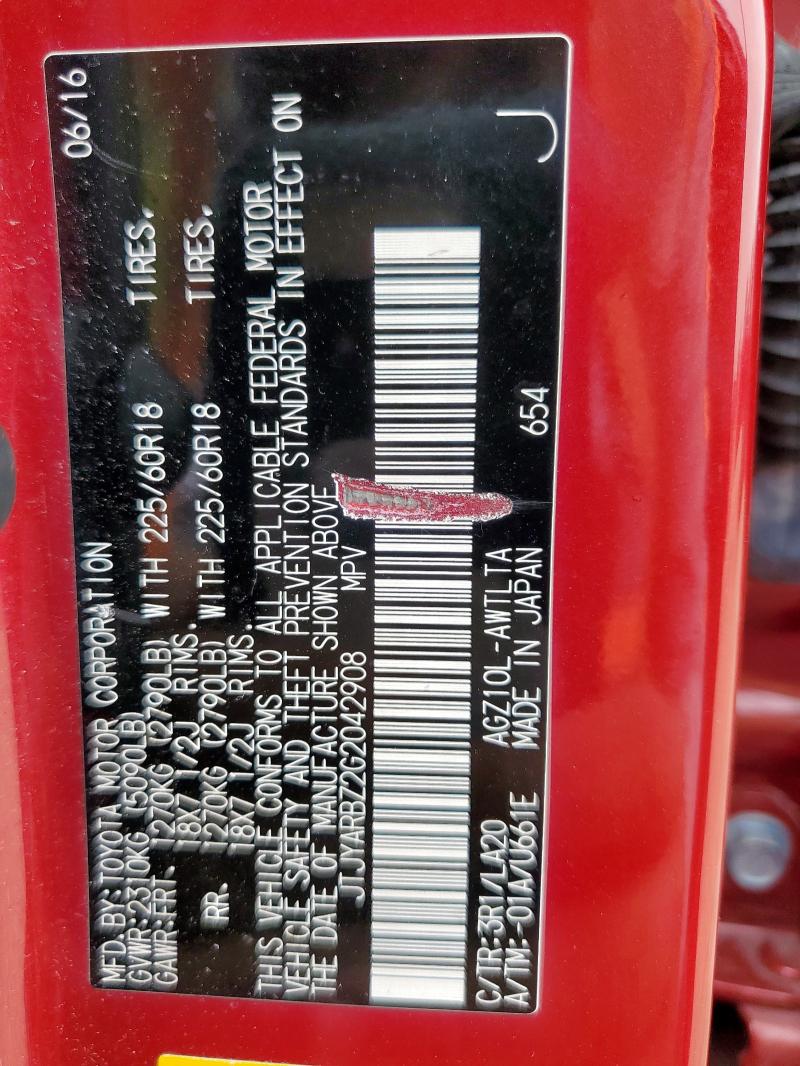 MFD.BY:TOYOTA MOTOR CORPORATION 06/16
GVWR:2310KG (5090LB)
GAWR:FRT. 1270KG (2790LB) WITH 225/60R18 TIRES.
18X7 1/2J RIMS.
RR. 1270KG (2790LB) WITH 225/60R18 TIRES.
18X7 1/2J RIMS.
THIS VEHICLE CONFORMS TO ALL APPLICABLE FEDERAL MOTOR
VEHICLE SAFETY AND THEFT PREVENTION STANDARDS IN EFFECT ON
THE DATE OF MANUFACTURE SHOWN ABOVE
JTJYARBZ2G2042908 MPV
C/TR:3R1/LA20 AGZ10L-AWTLTA
A/TM:-01A/U661E MADE IN JAPAN 654 J